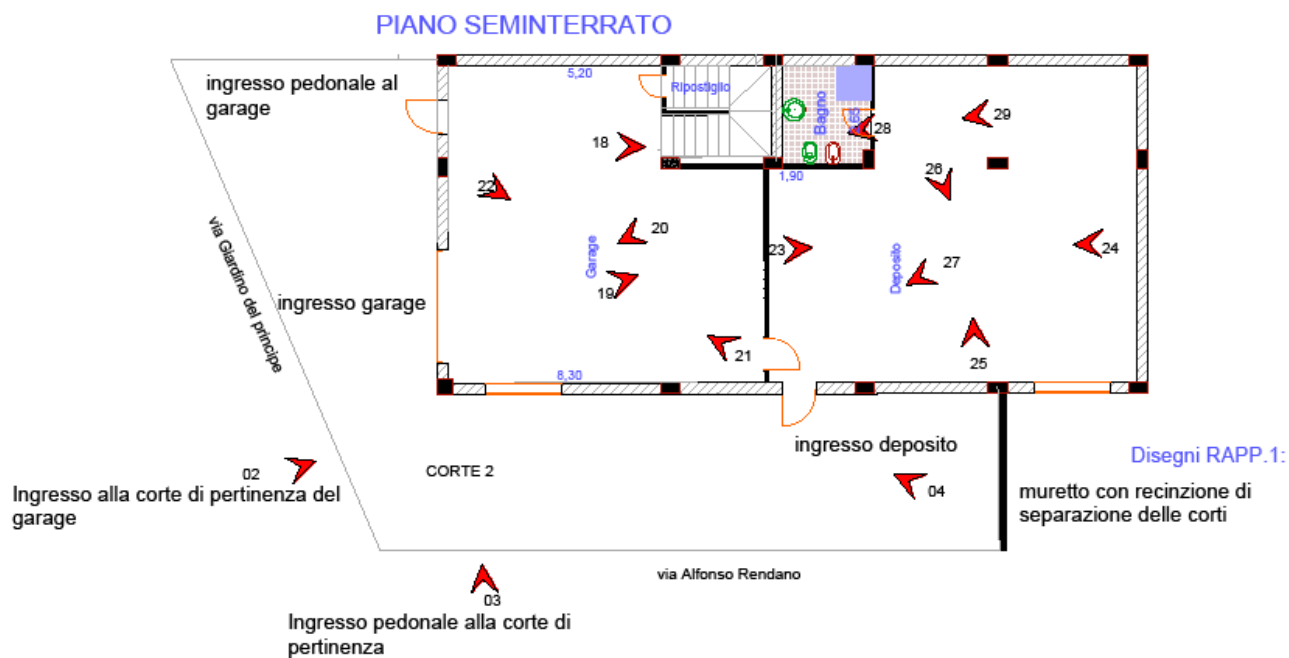 PIANO SEMINTERRATO
ingresso pedonale al
garage
5,20
Ripostiglio
Bagno
1,65
28
29
18
22
26
1,90
via Giardino del principe
20
Garage
19
23
24
Deposito
27
ingresso garage
21
25
8,30
ingresso deposito
02
CORTE 2
04
Disegni RAPP.1:
Ingresso alla corte di pertinenza del
garage
muretto con recinzione di
separazione delle corti
via Alfonso Rendano
03
Ingresso pedonale alla corte di
pertinenza